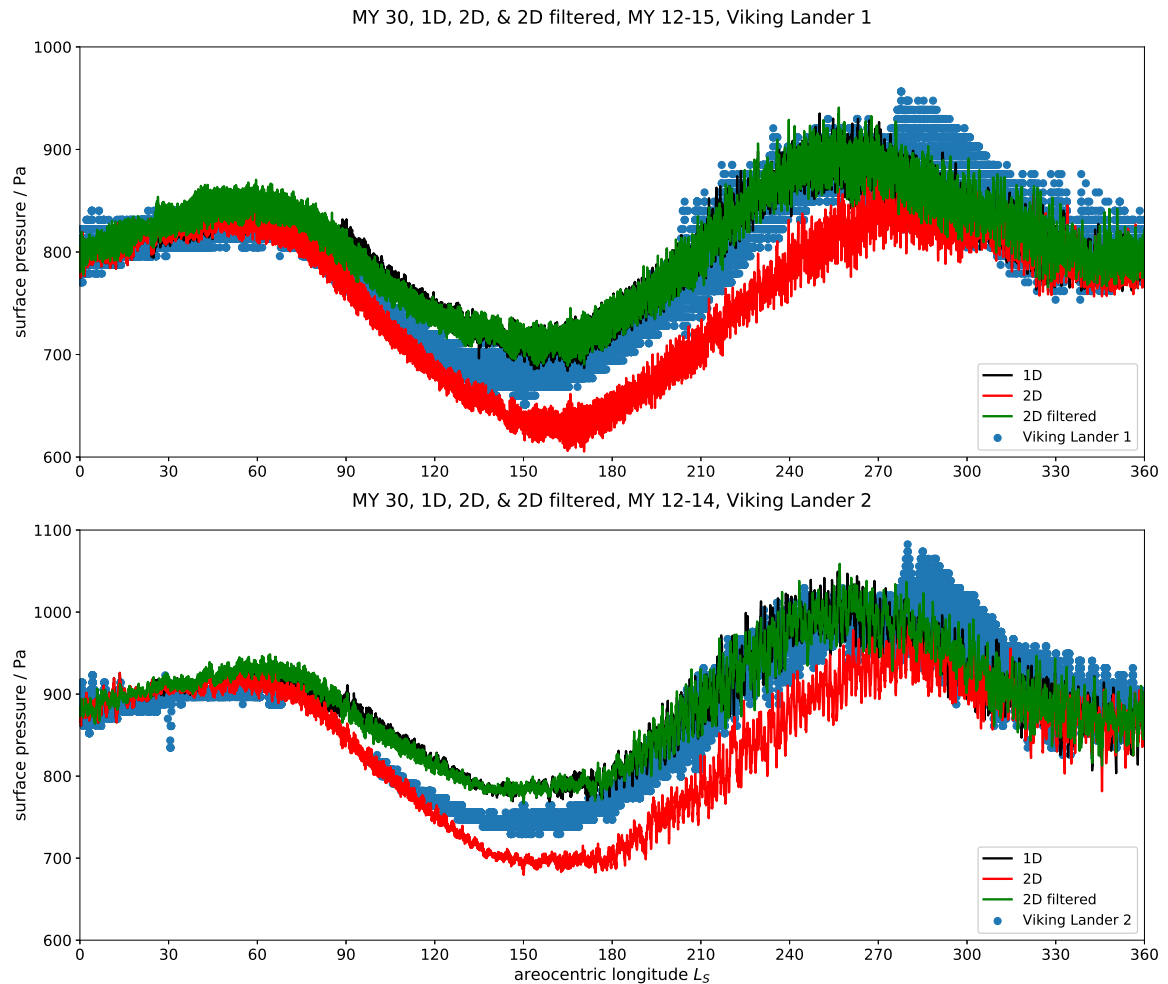 MY 30, 1D, 2D, & 2D filtered, MY 12-15, Viking Lander 1
1000
900
800
700
600
surface pressure / Pa
0 30 60 90 120 150 180 210 240 270 300 330 360
1D
2D
2D filtered
Viking Lander 1
MY 30, 1D, 2D, & 2D filtered, MY 12-14, Viking Lander 2
1100
1000
900
800
700
600
surface pressure / Pa
0 30 60 90 120 150 180 210 240 270 300 330 360
1D
2D
2D filtered
Viking Lander 2
areocentric longitude L_S